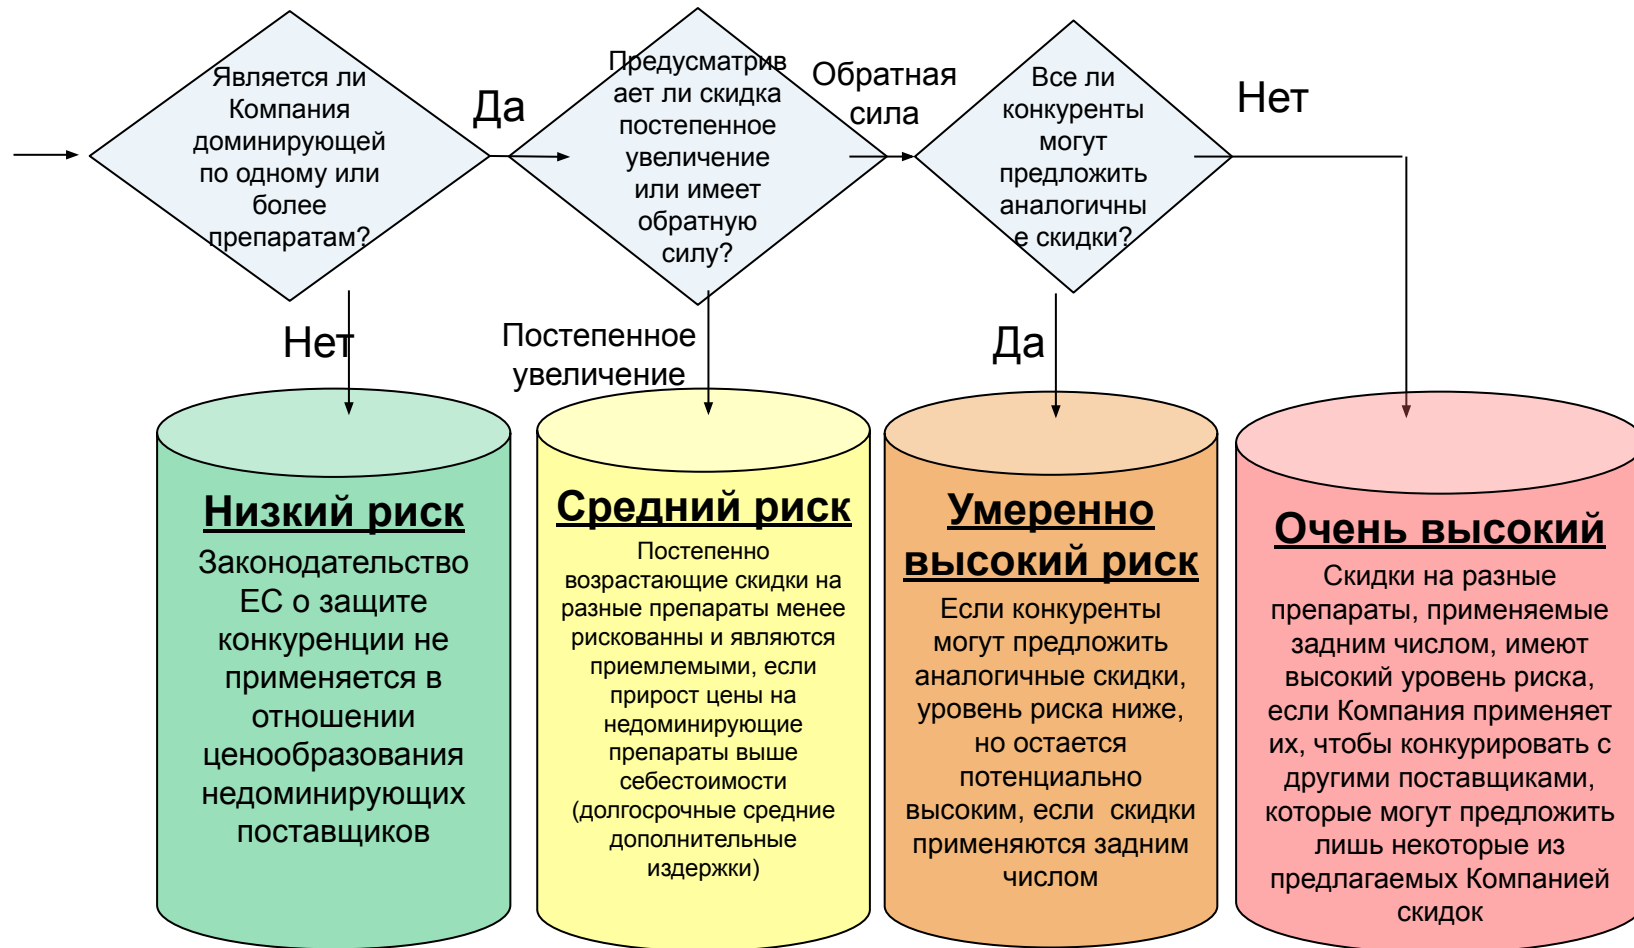 Является ли
Компания
доминирующей
по одному или
более
препаратам?
Да
Предусматрив
ает ли скидка
постепенное
увеличение
или имеет
обратную
силу?
Обратная
сила
Все ли
конкуренты
могут
предложить
аналогичны
е скидки?
Нет
Нет
Постепенное
увеличение
Да
Низкий риск
Законодательство
ЕС о защите
конкуренции не
применяется в
отношении
ценообразования
недоминирующих
поставщиков
Средний риск
Постепенно
возрастающие скидки на
разные препараты менее
рискованны и являются
приемлемыми, если
прирост цены на
недоминирующие
препараты выше
себестоимости
(долгосрочные средние
дополнительные
издержки)
Умеренно
высокий риск
Если конкуренты
могут предложить
аналогичные скидки,
уровень риска ниже,
но остается
потенциально
высоким, если скидки
применяются задним
числом
Очень высокий
Скидки на разные
препараты, применяемые
задним числом, имеют
высокий уровень риска,
если Компания применяет
их, чтобы конкурировать с
другими поставщиками,
которые могут предложить
лишь некоторые из
предлагаемых Компанией
скидок